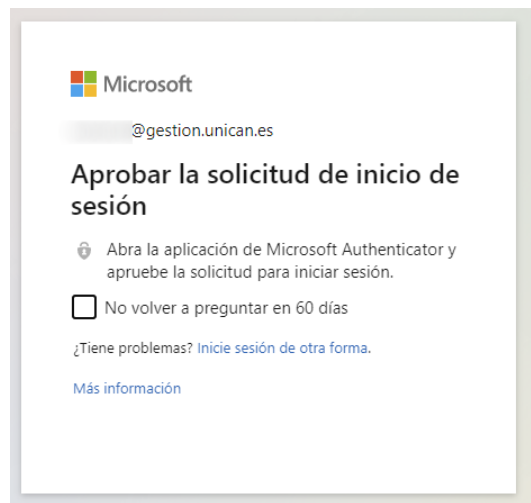 Microsoft
@gestion.unican.es
Aprobar la solicitud de inicio de
sesión
Abra la aplicación de Microsoft Authenticator y
apruebe la solicitud para iniciar sesión.
No volver a preguntar en 60 días
¿Tiene problemas? Inicie sesión de otra forma.
Más información